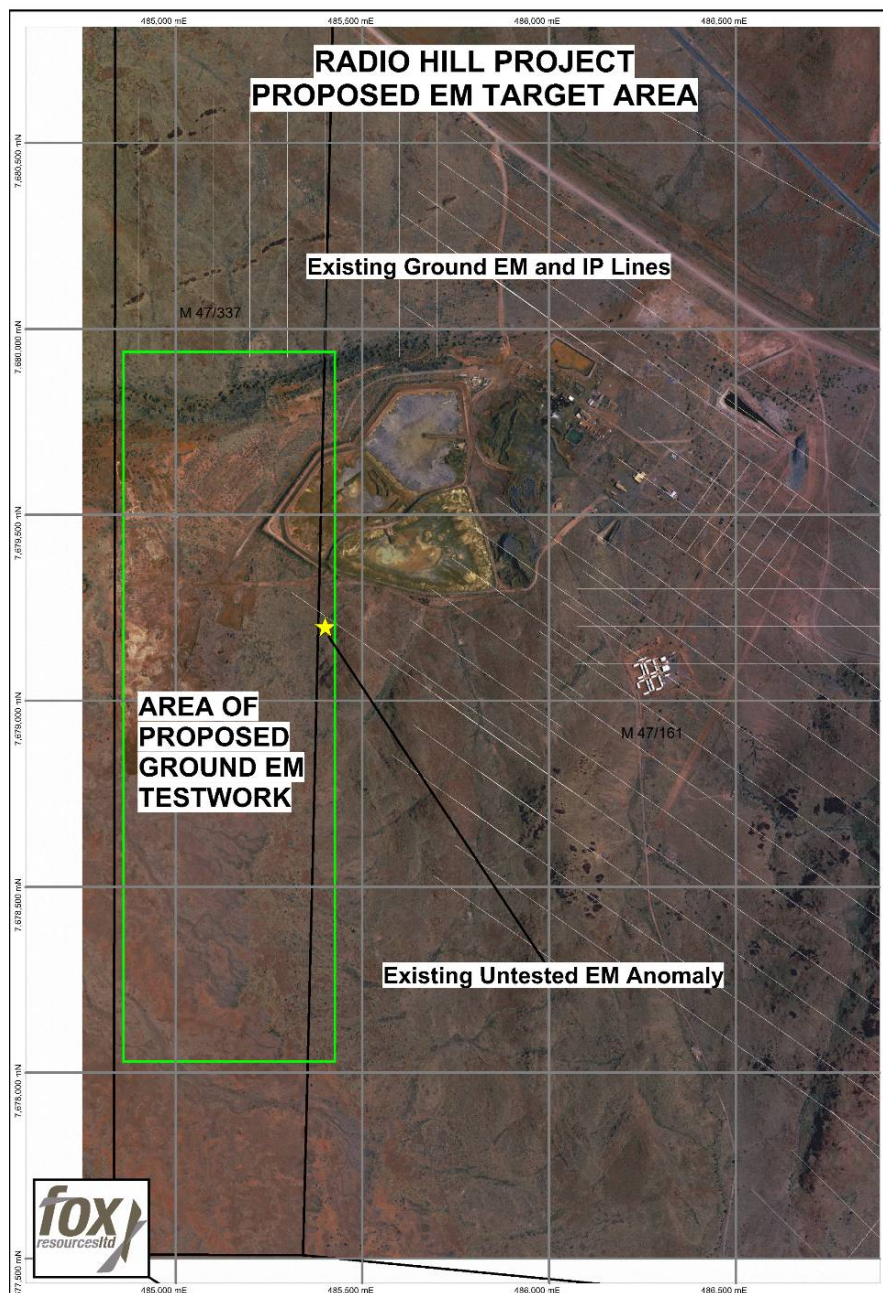 485,000 mE
485,500 mE
486,000 mE
486,500 mE
RADIO HILL PROJECT
PROPOSED EM TARGET AREA
7,680,500 mN
Existing Ground EM and IP Lines
M 47/337
7,680,000 mN
7,679,500 mN
AREA OF
PROPOSED
GROUND EM
TESTWORK
7,679,000 mN
M 47/161
7,678,500 mN
Existing Untested EM Anomaly
7,678,000 mN
fox
resourcesltd
77,500 mN
485,000 mE
485,500 mE
486,000 mE
486,500 mE